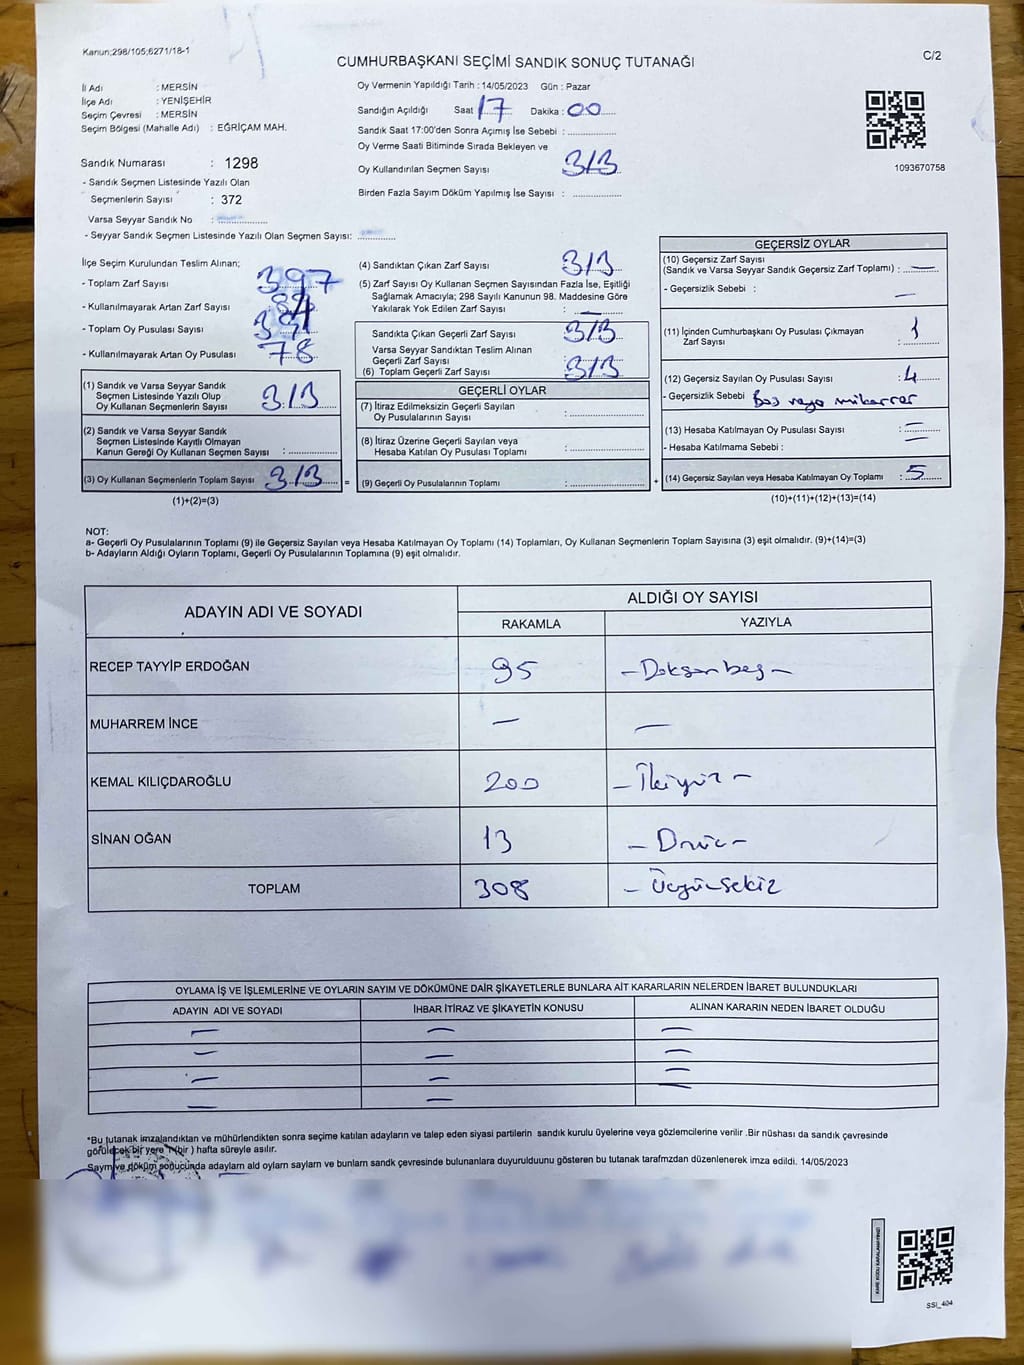 Kanun;298/105;6271/18-1
C/2
CUMHURBAŞKANI SEÇİMİ SANDIK SONUÇ TUTANAĞI
İl Adı : MERSİN
İlçe Adı : YENİŞEHİR
Seçim Çevresi : MERSİN
Seçim Bölgesi (Mahalle Adı) : EĞRİÇAM MAH.
Sandık Numarası : 1298
- Sandık Seçmen Listesinde Yazılı Olan
Seçmenlerin Sayısı : 372
Varsa Seyyar Sandık No :
- Seyyar Sandık Seçmen Listesinde Yazılı Olan Seçmen Sayısı:
Oy Vermenin Yapıldığı Tarih : 14/05/2023 Gün : Pazar
Sandığın Açıldığı Saat 17 Dakika : 00
Sandık Saat 17:00'den Sonra Açımış İse Sebebi :
Oy Verme Saati Bitiminde Sırada Bekleyen ve
Oy Kullandırılan Seçmen Sayısı 313
Birden Fazla Sayım Döküm Yapılmış İse Sayısı :
1093670758
İlçe Seçim Kurulundan Teslim Alınan;
- Toplam Zarf Sayısı 397
- Kullanılmayarak Artan Zarf Sayısı 84
- Toplam Oy Pusulası Sayısı 391
- Kullanılmayarak Artan Oy Pusulası 78
(1) Sandık ve Varsa Seyyar Sandık
Seçmen Listesinde Yazılı Olup
Oy Kullanan Seçmenlerin Sayısı 313
(2) Sandık ve Varsa Seyyar Sandık
Seçmen Listesinde Kayıtlı Olmayan
Kanun Gereği Oy Kullanan Seçmen Sayısı :
(3) Oy Kullanan Seçmenlerin Toplam Sayısı 313 =
(1)+(2)=(3)
(4) Sandıktan Çıkan Zarf Sayısı 313
(5) Zarf Sayısı Oy Kullanan Seçmen Sayısından Fazla İse, Eşitliği
Sağlamak Amacıyla; 298 Sayılı Kanunun 98. Maddesine Göre
Yakılarak Yok Edilen Zarf Sayısı : —
Sandıkta Çıkan Geçerli Zarf Sayısı 313
Varsa Seyyar Sandıktan Teslim Alınan
Geçerli Zarf Sayısı
(6) Toplam Geçerli Zarf Sayısı 313
GEÇERLİ OYLAR
(7) İtiraz Edilmeksizin Geçerli Sayılan
Oy Pusulalarının Sayısı :
(8) İtiraz Üzerine Geçerli Sayılan veya
Hesaba Katılan Oy Pusulası Toplamı :
(9) Geçerli Oy Pusulalarının Toplamı : +
GEÇERSİZ OYLAR
(10) Geçersiz Zarf Sayısı
(Sandık ve Varsa Seyyar Sandık Geçersiz Zarf Toplamı) : —
- Geçersizlik Sebebi : —
(11) İçinden Cumhurbaşkanı Oy Pusulası Çıkmayan
Zarf Sayısı : 1
(12) Geçersiz Sayılan Oy Pusulası Sayısı : 4
- Geçersizlik Sebebi Boş veya mükerrer
(13) Hesaba Katılmayan Oy Pusulası Sayısı : —
- Hesaba Katılmama Sebebi : —
(14) Geçersiz Sayılan veya Hesaba Katılmayan Oy Toplamı : 5
(10)+(11)+(12)+(13)=(14)
NOT:
a- Geçerli Oy Pusulalarının Toplamı (9) ile Geçersiz Sayılan veya Hesaba Katılmayan Oy Toplamı (14) Toplamları, Oy Kullanan Seçmenlerin Toplam Sayısına (3) eşit olmalıdır. (9)+(14)=(3)
b- Adayların Aldığı Oyların Toplamı, Geçerli Oy Pusulalarının Toplamına (9) eşit olmalıdır.
ADAYIN ADI VE SOYADI ALDIĞI OY SAYISI
RAKAMLA YAZIYLA
RECEP TAYYİP ERDOĞAN 95 - Doksanbeş -
MUHARREM İNCE — —
KEMAL KILIÇDAROĞLU 200 - İkiyüz -
SİNAN OĞAN 13 - Onüç -
TOPLAM 308 - Üçyüzsekiz
OYLAMA İŞ VE İŞLEMLERİNE VE OYLARIN SAYIM VE DÖKÜMÜNE DAİR ŞİKAYETLERLE BUNLARA AİT KARARLARIN NELERDEN İBARET BULUNDUKLARI
ADAYIN ADI VE SOYADI İHBAR İTİRAZ VE ŞİKAYETİN KONUSU ALINAN KARARIN NEDEN İBARET OLDUĞU
— — —
— — —
— — —
— —
*Bu tutanak imzalandıktan ve mühürlendikten sonra seçime katılan adayların ve talep eden siyasi partilerin sandık kurulu üyelerine veya gözlemcilerine verilir .Bir nüshası da sandık çevresinde
görülecek bir yere 1 (bir ) hafta süreyle asılır.
Sayım ve döküm sonucunda adayların ald oyların sayların ve bunların sandık çevresinde bulunanlara duyurulduunu gösteren bu tutanak tarafmzdan düzenlenerek imza edildi. 14/05/2023
KARE KODU KARALAMAYINIZ!
SSİ_404